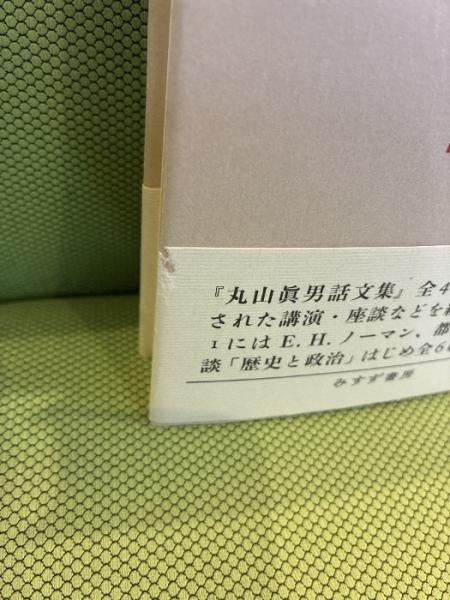 『丸山眞男話文集』全4
された講演・座談などを
1にはE.H.ノーマン、都
談「歴史と政治」はじめ全6
みすず書房